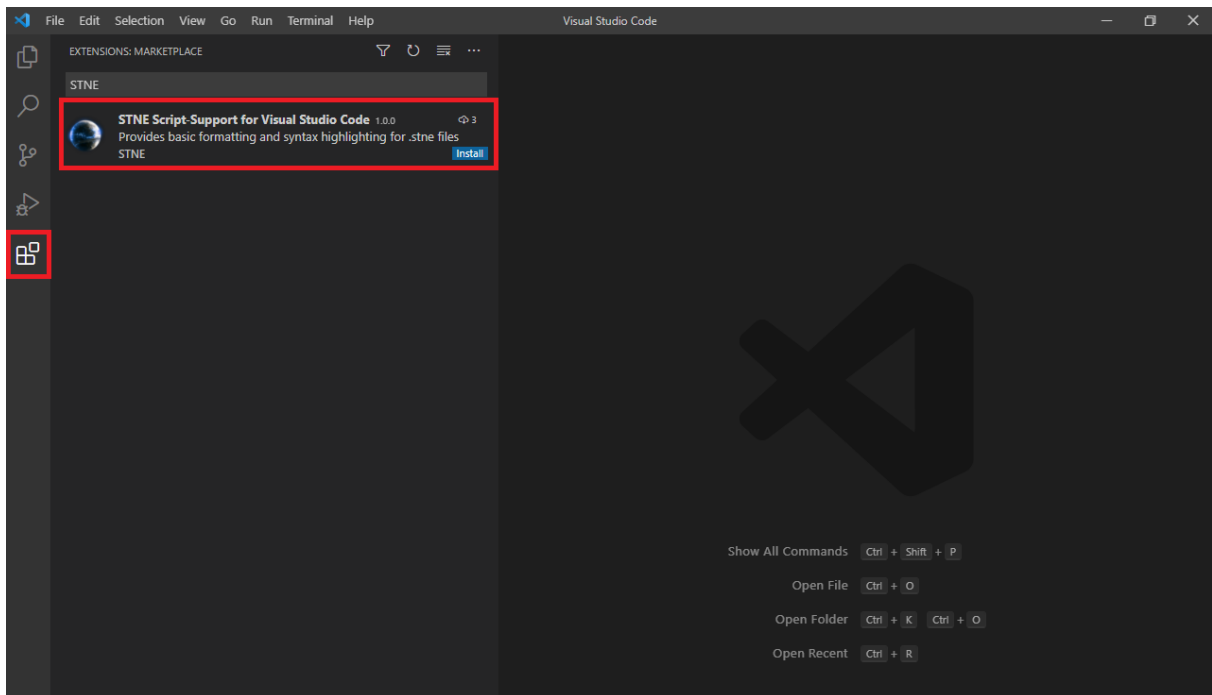 File Edit Selection View Go Run Terminal Help Visual Studio Code
EXTENSIONS: MARKETPLACE
STNE
STNE Script-Support for Visual Studio Code 1.0.0 3
Provides basic formatting and syntax highlighting for .stne files
STNE Install
Show All Commands Ctrl + Shift + P
Open File Ctrl + O
Open Folder Ctrl + K Ctrl + O
Open Recent Ctrl + R